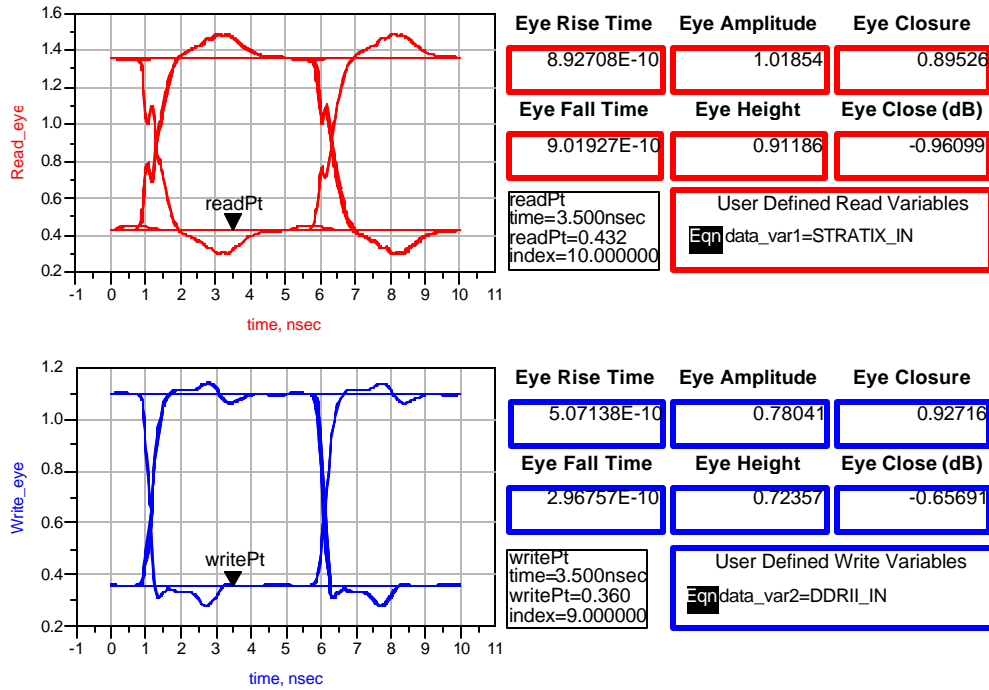 1.6
1.4
1.2
1.0
0.8
0.6
0.4
0.2
Read_eye
readPt
-1 0 1 2 3 4 5 6 7 8 9 10 11
time, nsec
Eye Rise Time Eye Amplitude Eye Closure
8.92708E-10 1.01854 0.89526
Eye Fall Time Eye Height Eye Close (dB)
9.01927E-10 0.91186 -0.96099
readPt
time=3.500nsec
readPt=0.432
index=10.000000
User Defined Read Variables
Eqn data_var1=STRATIX_IN
1.2
1.0
0.8
0.6
0.4
0.2
Write_eye
writePt
-1 0 1 2 3 4 5 6 7 8 9 10 11
time, nsec
Eye Rise Time Eye Amplitude Eye Closure
5.07138E-10 0.78041 0.92716
Eye Fall Time Eye Height Eye Close (dB)
2.96757E-10 0.72357 -0.65691
writePt
time=3.500nsec
writePt=0.360
index=9.000000
User Defined Write Variables
Eqn data_var2=DDRII_IN